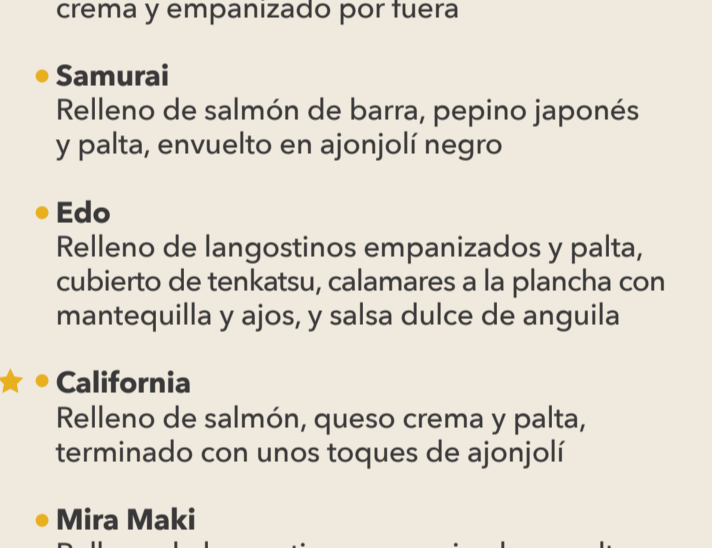 crema y empanizado por fuera
Samurai
Relleno de salmón de barra, pepino japonés
y palta, envuelto en ajonjolí negro
Edo
Relleno de langostinos empanizados y palta,
cubierto de tenkatsu, calamares a la plancha con
mantequilla y ajos, y salsa dulce de anguila
California
Relleno de salmón, queso crema y palta,
terminado con unos toques de ajonjolí
Mira Maki